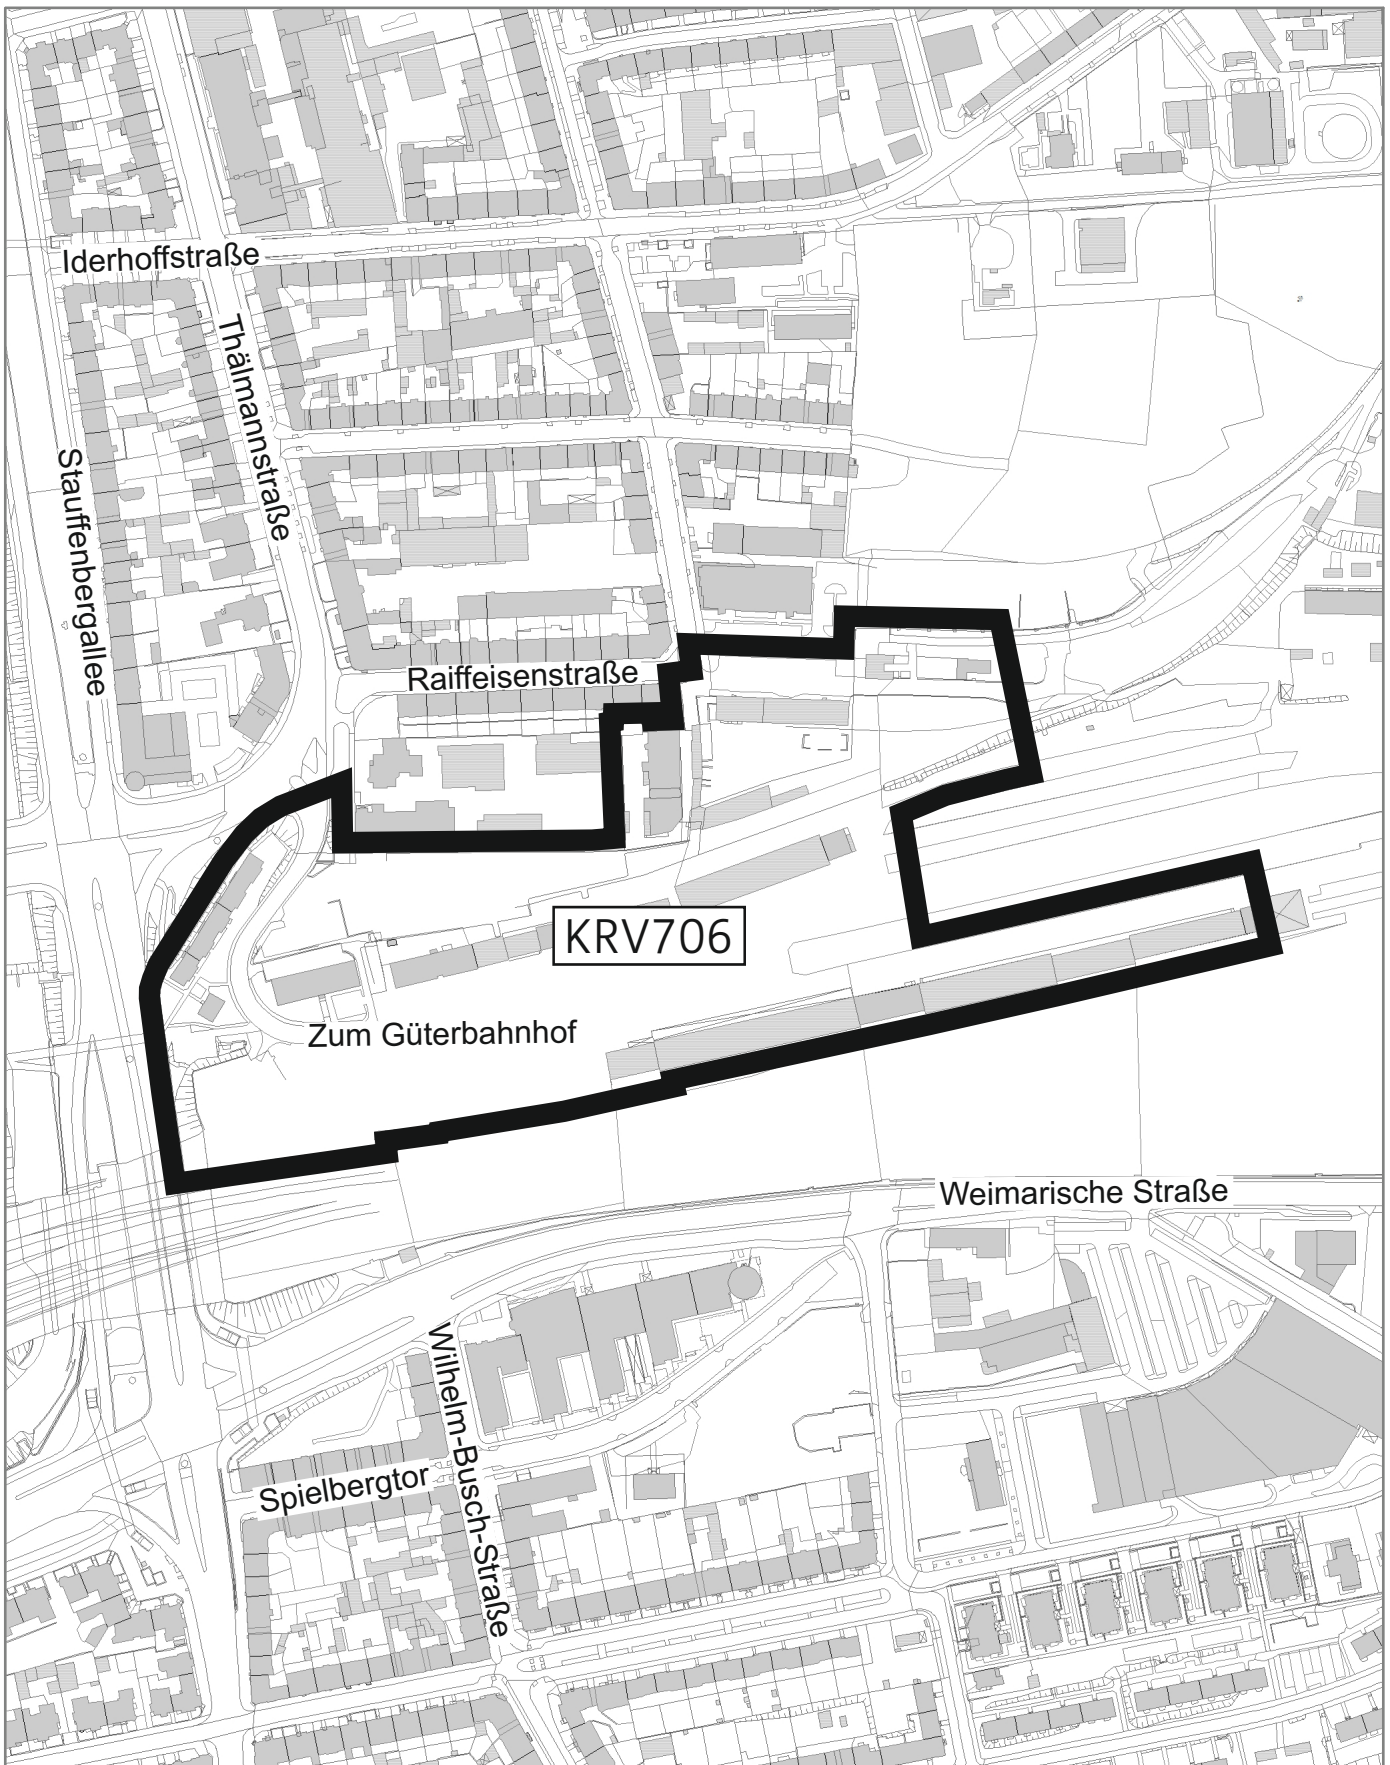 Iderhoffstraße
Thälmannstraße
Stauffenbergallee
Raiffeisenstraße
KRV706
Zum Güterbahnhof
Weimarische Straße
Wilhelm-Busch-Straße
Spielbergtor